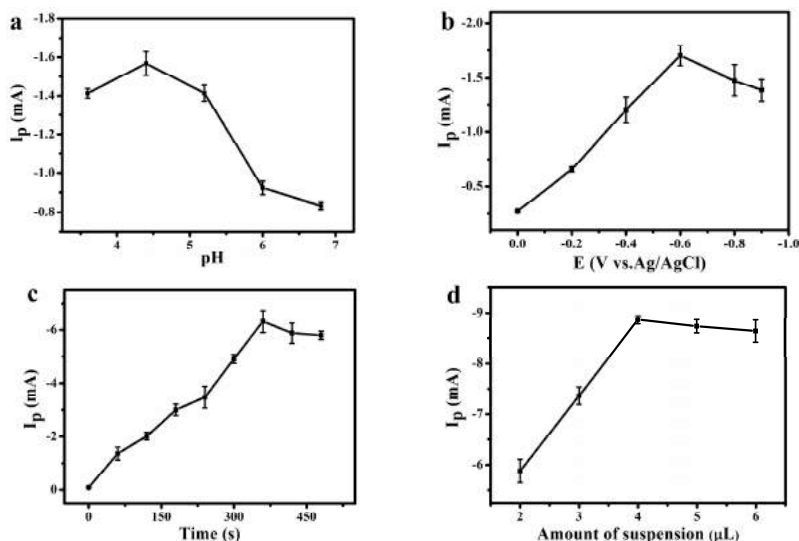 a
-1.8
-1.6
-1.4
-1.2
-1.0
-0.8
Ip (mA)
4 5 6 7
pH
b
-2.0
-1.5
-1.0
-0.5
Ip (mA)
0.0 -0.2 -0.4 -0.6 -0.8 -1.0
E (V vs.Ag/AgCl)
c
-6
-4
-2
0
Ip (mA)
0 150 300 450
Time (s)
d
-9
-8
-7
-6
Ip (mA)
2 3 4 5 6
Amount of suspension (μL)